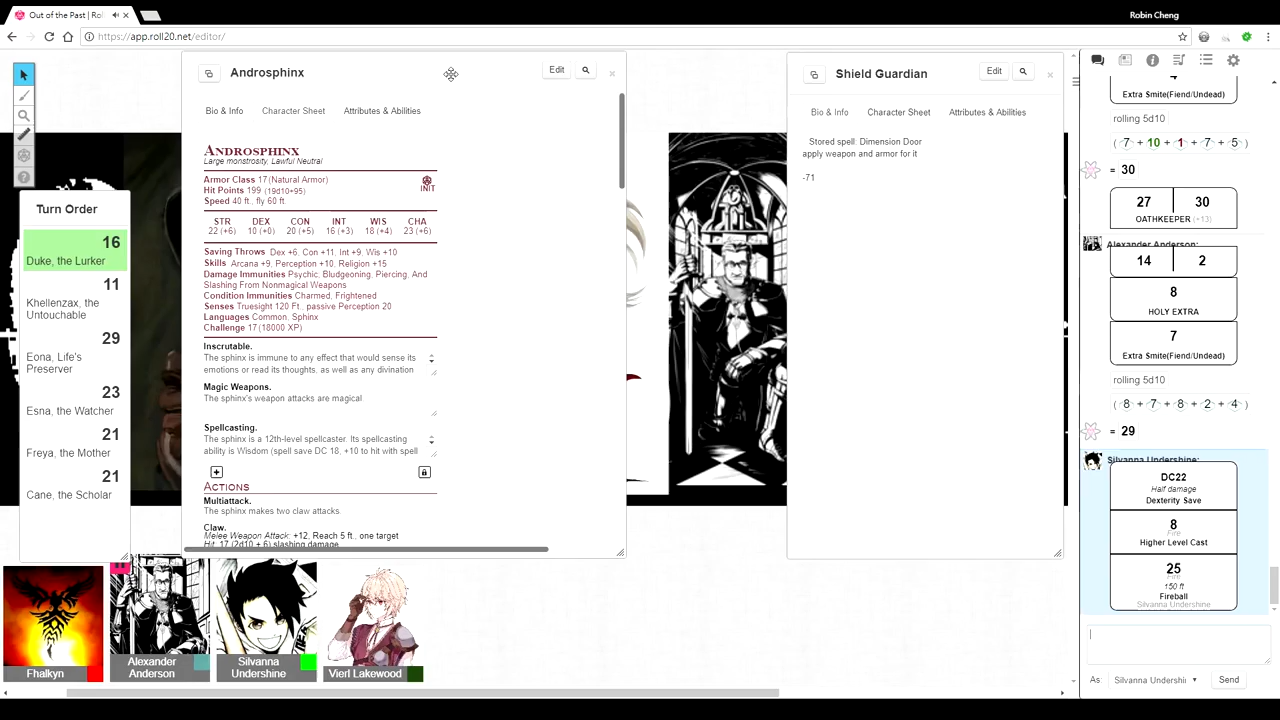 Out of the Past | Rol
Robin Cheng
https://app.roll20.net/editor/
Androsphinx
Edit
Bio & Info
Character Sheet
Attributes & Abilities
ANDROSPHINX
Large monstrosity, Lawful Neutral
Armor Class 17 (Natural Armor)
Hit Points 199 (19d10+95)
Speed 40 ft., fly 60 ft.
INIT
STR DEX CON INT WIS CHA
22 (+6) 10 (+0) 20 (+5) 16 (+3) 18 (+4) 23 (+6)
Saving Throws Dex +6, Con +11, Int +9, Wis +10
Skills Arcana +9, Perception +10, Religion +15
Damage Immunities Psychic, Bludgeoning, Piercing, And
Slashing From Nonmagical Weapons
Condition Immunities Charmed, Frightened
Senses Truesight 120 Ft., passive Perception 20
Languages Common, Sphinx
Challenge 17 (18000 XP)
Inscrutable.
The sphinx is immune to any effect that would sense its
emotions or read its thoughts, as well as any divination
Magic Weapons.
The sphinx's weapon attacks are magical
Spellcasting.
The sphinx is a 12th-level spellcaster. Its spellcasting
ability is Wisdom (spell save DC 18, +10 to hit with spell
ACTIONS
Multiattack.
The sphinx makes two claw attacks
Claw.
Melee Weapon Attack: +12, Reach 5 ft., one target
Hit: 17 (2d10 + 6) slashing damage
Shield Guardian
Edit
Bio & Info
Character Sheet
Attributes & Abilities
Stored spell: Dimension Door
apply weapon and armor for it
-71
Turn Order
16
Duke, the Lurker
11
Khellenzax, the
Untouchable
29
Eona, Life's
Preserver
23
Esna, the Watcher
21
Freya, the Mother
21
Cane, the Scholar
Fhalkyn
Alexander
Anderson
Silvanna
Undershine
Vierl Lakewood
4
Extra Smite(Fiend/Undead)
rolling 5d10
( 7 + 10 + 1 + 7 + 5 )
= 30
27 30
OATHKEEPER (+13)
Alexander Anderson:
14 2
8
HOLY EXTRA
7
Extra Smite(Fiend/Undead)
rolling 5d10
( 8 + 7 + 8 + 2 + 4 )
= 29
Silvanna Undershine:
DC22
Half damage
Dexterity Save
8
Fire
Higher Level Cast
25
Fire
150 ft
Fireball
Silvanna Undershine
As:
Silvanna Undershi
Send